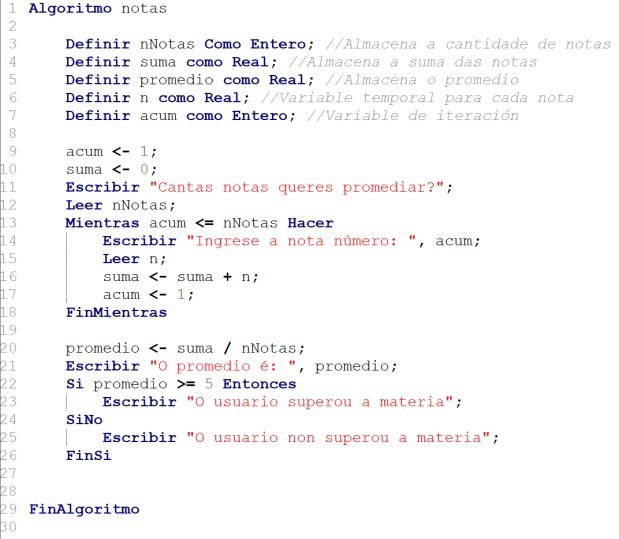 1 Algoritmo notas
2
3 Definir nNotas Como Entero; //Almacena a cantidade de notas
4 Definir suma como Real; //Almacena a suma das notas
5 Definir promedio como Real; //Almacena o promedio
6 Definir n como Real; //Variable temporal para cada nota
7 Definir acum como Entero; //Variable de iteración
8
9 acum <- 1;
10 suma <- 0;
11 Escribir "Cantas notas queres promediar?";
12 Leer nNotas;
13 Mientras acum <= nNotas Hacer
14 Escribir "Ingrese a nota número: ", acum;
15 Leer n;
16 suma <- suma + n;
17 acum <- 1;
18 FinMientras
19
20 promedio <- suma / nNotas;
21 Escribir "O promedio é: ", promedio;
22 Si promedio >= 5 Entonces
23 Escribir "O usuario superou a materia";
24 SiNo
25 Escribir "O usuario non superou a materia";
26 FinSi
27
28
29 FinAlgoritmo
30